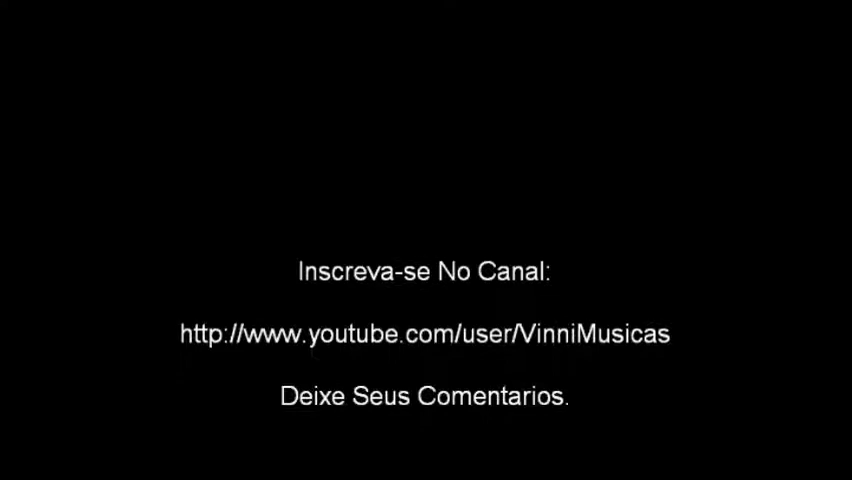 Inscreva-se No Canal:
http://www.youtube.com/user/VinniMusicas
Deixe Seus Comentarios.